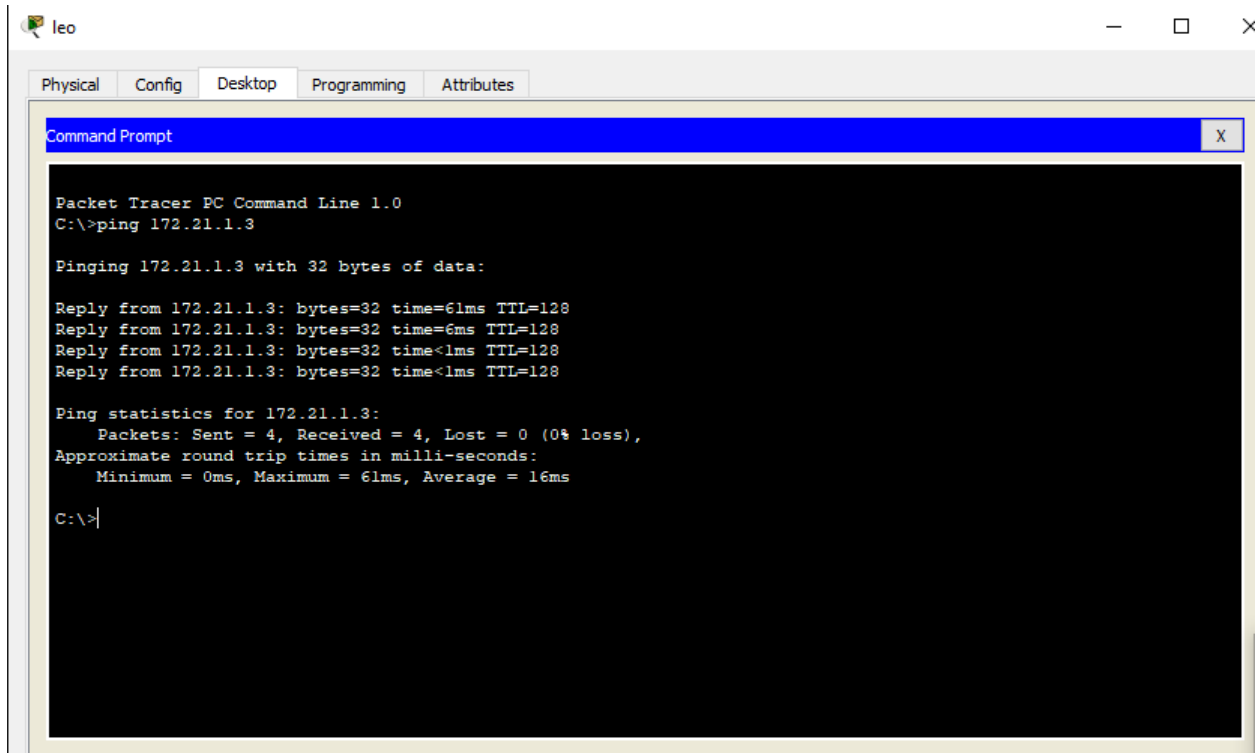 leo
Physical Config Desktop Programming Attributes
Command Prompt X
Packet Tracer PC Command Line 1.0
C:\>ping 172.21.1.3
Pinging 172.21.1.3 with 32 bytes of data:
Reply from 172.21.1.3: bytes=32 time=61ms TTL=128
Reply from 172.21.1.3: bytes=32 time=6ms TTL=128
Reply from 172.21.1.3: bytes=32 time<1ms TTL=128
Reply from 172.21.1.3: bytes=32 time<1ms TTL=128
Ping statistics for 172.21.1.3:
Packets: Sent = 4, Received = 4, Lost = 0 (0% loss),
Approximate round trip times in milli-seconds:
Minimum = 0ms, Maximum = 61ms, Average = 16ms
C:\>